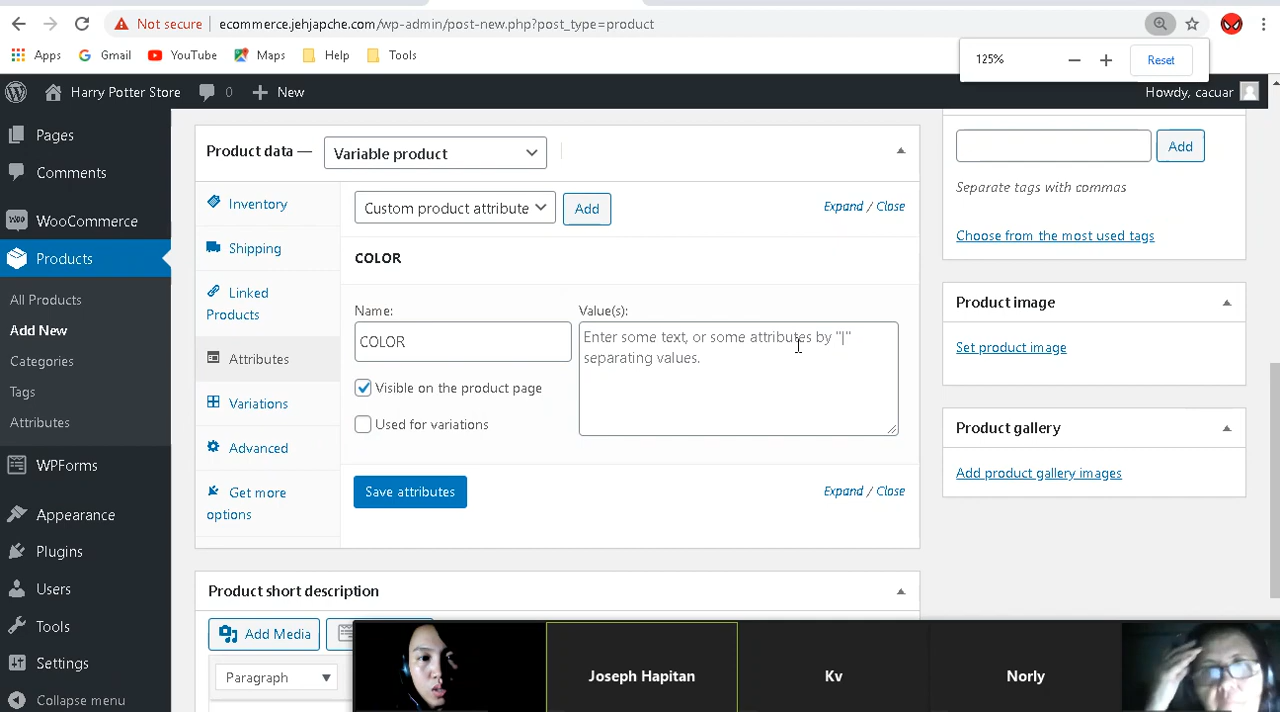 Not secure
ecommerce.jehjapche.com/wp-admin/post-new.php?post_type=product
Apps
Gmail
YouTube
Maps
Help
Tools
125%
Reset
Harry Potter Store
0
New
Howdy, cacuar
Pages
Comments
WooCommerce
Products
All Products
Add New
Categories
Tags
Attributes
WPForms
Appearance
Plugins
Users
Tools
Settings
Collapse menu
Product data —
Variable product
Inventory
Shipping
Linked
Products
Attributes
Variations
Advanced
Get more
options
Custom product attribute
Add
Expand / Close
COLOR
Name:
COLOR
Value(s):
Enter some text, or some attributes by "|"
separating values.
Visible on the product page
Used for variations
Save attributes
Expand / Close
Product short description
Add Media
Paragraph
Add
Separate tags with commas
Choose from the most used tags
Product image
Set product image
Product gallery
Add product gallery images
Joseph Hapitan
Kv
Norly